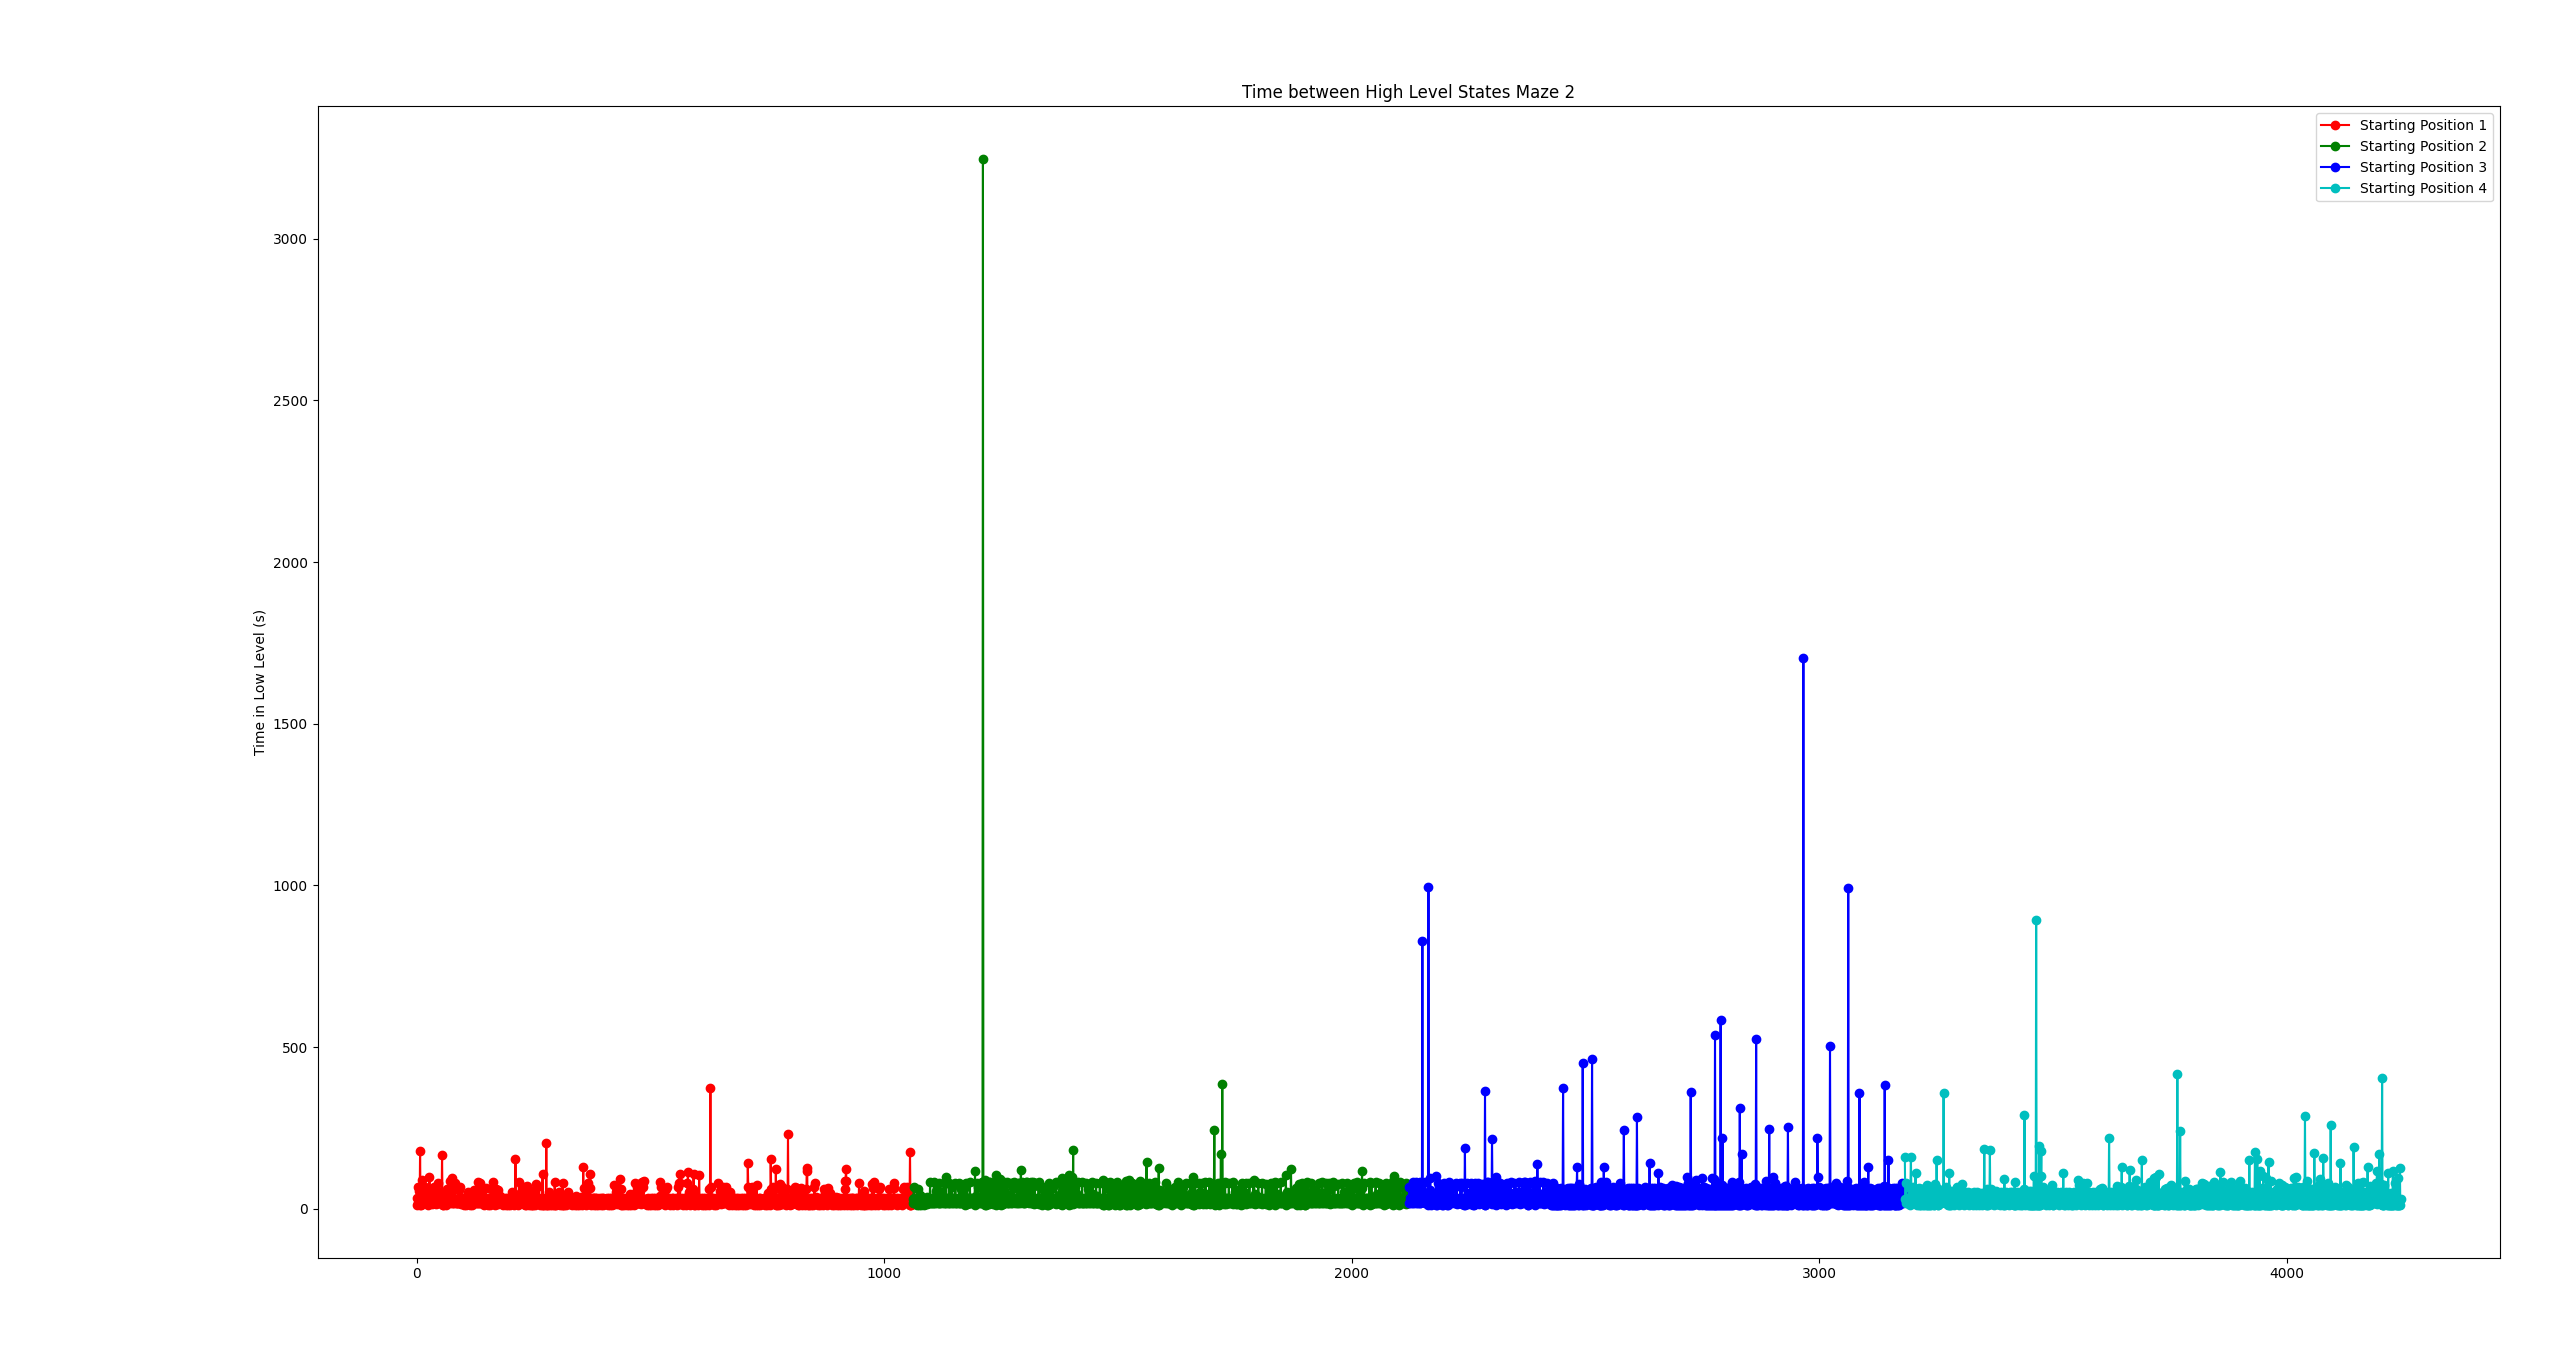 Time between High Level States Maze 2
Starting Position 1
Starting Position 2
Starting Position 3
Starting Position 4
3000
2500
2000
1500
1000
500
0
Time in Low Level (s)
0 1000 2000 3000 4000